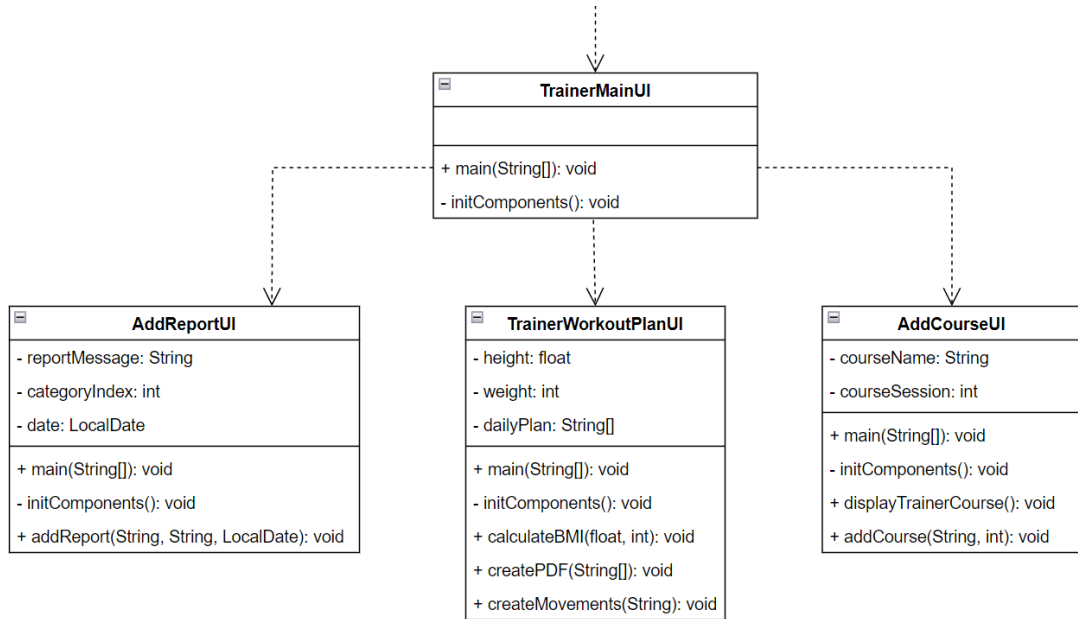 TrainerMainUI
+ main(String[]): void
- initComponents(): void
AddReportUI
- reportMessage: String
- categoryIndex: int
- date: LocalDate
+ main(String[]): void
- initComponents(): void
+ addReport(String, String, LocalDate): void
TrainerWorkoutPlanUI
- height: float
- weight: int
- dailyPlan: String[]
+ main(String[]): void
- initComponents(): void
+ calculateBMI(float, int): void
+ createPDF(String[]): void
+ createMovements(String): void
AddCourseUI
- courseName: String
- courseSession: int
+ main(String[]): void
- initComponents(): void
+ displayTrainerCourse(): void
+ addCourse(String, int): void